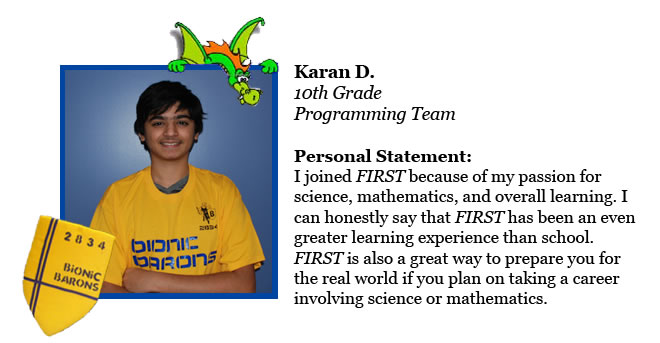 Karan D.
10th Grade
Programming Team
Personal Statement:
I joined FIRST because of my passion for
science, mathematics, and overall learning. I
can honestly say that FIRST has been an even
greater learning experience than school.
FIRST is also a great way to prepare you for
the real world if you plan on taking a career
involving science or mathematics.
2834
BiONiC
BARONS
2834
BIONIC
BARONS